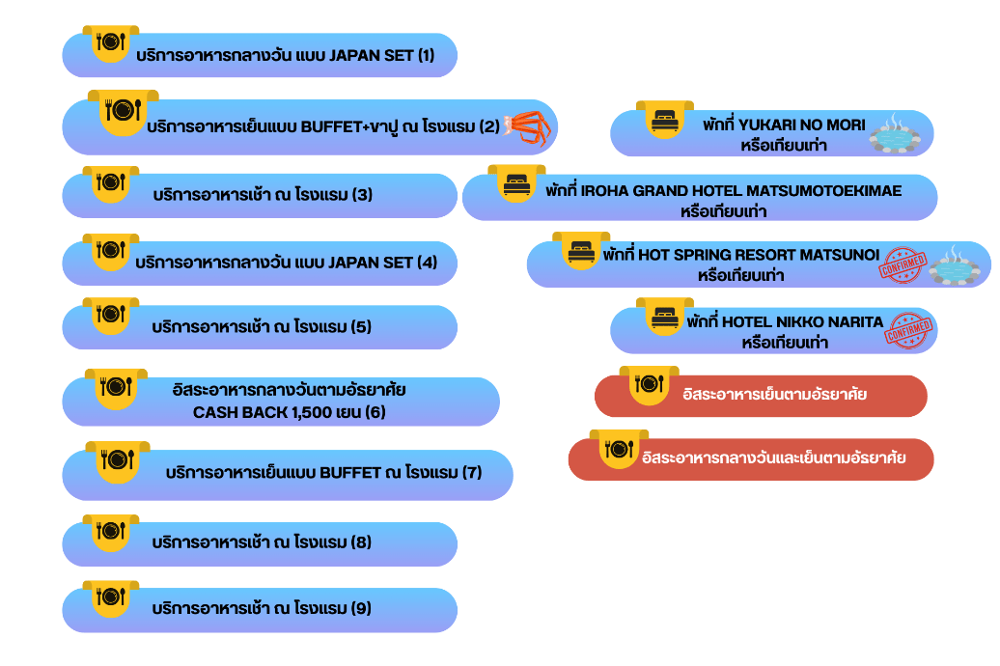 บริการอาหารกลางวัน แบบ JAPAN SET (1)
บริการอาหารเย็นแบบ BUFFET+ขาปู ณ โรงแรม (2)
บริการอาหารเช้า ณ โรงแรม (3)
บริการอาหารกลางวัน แบบ JAPAN SET (4)
บริการอาหารเช้า ณ โรงแรม (5)
อิสระอาหารกลางวันตามอัธยาศัย
CASH BACK 1,500 เยน (6)
บริการอาหารเย็นแบบ BUFFET ณ โรงแรม (7)
บริการอาหารเช้า ณ โรงแรม (8)
บริการอาหารเช้า ณ โรงแรม (9)
พักที่ YUKARI NO MORI
หรือเทียบเท่า
พักที่ IROHA GRAND HOTEL MATSUMOTOEKIMAE
หรือเทียบเท่า
พักที่ HOT SPRING RESORT MATSUNOI
หรือเทียบเท่า
CONFIRMED
พักที่ HOTEL NIKKO NARITA
หรือเทียบเท่า
CONFIRMED
อิสระอาหารเย็นตามอัธยาศัย
อิสระอาหารกลางวันและเย็นตามอัธยาศัย